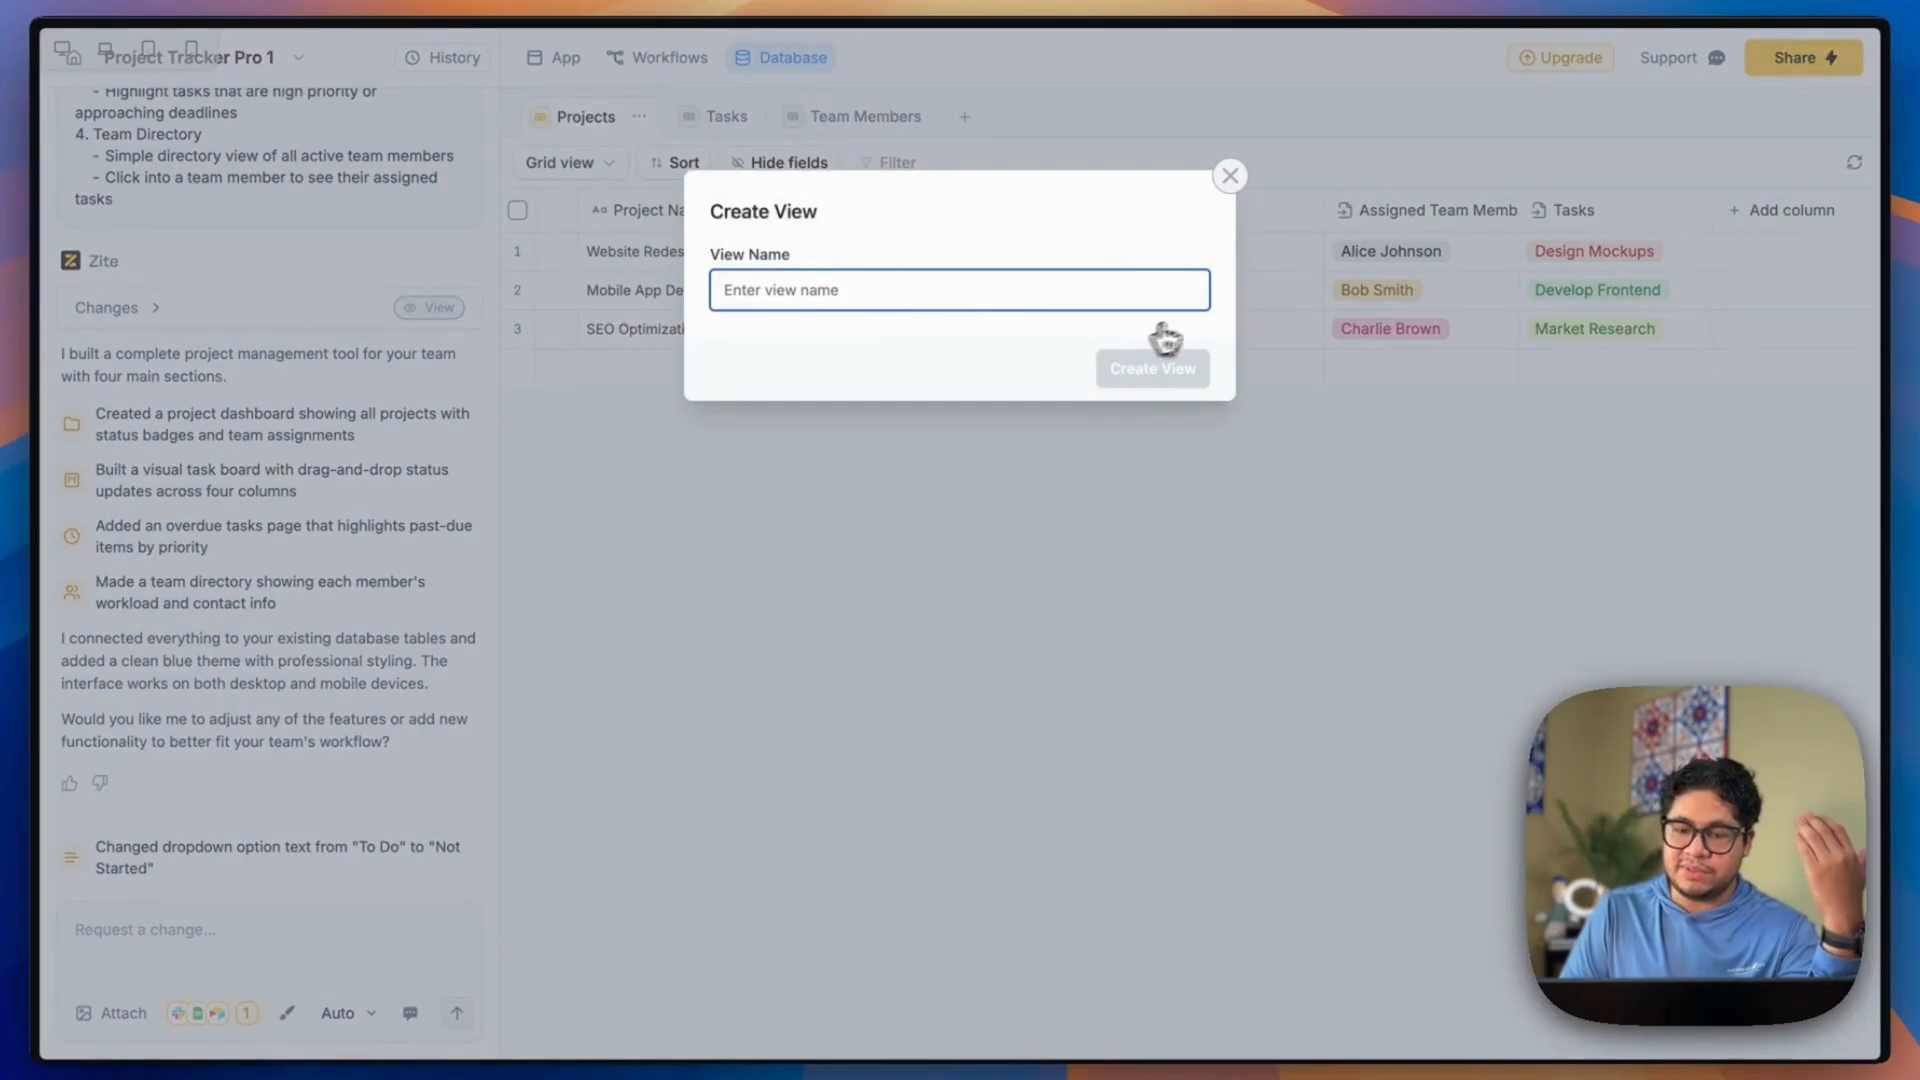 Project Tracker Pro 1
History
App
Workflows
Database
Upgrade
Support
Share
- Highlight tasks that are high priority or
approaching deadlines
4. Team Directory
- Simple directory view of all active team members
- Click into a team member to see their assigned
tasks
Zite
Changes
View
I built a complete project management tool for your team
with four main sections.
Created a project dashboard showing all projects with
status badges and team assignments
Built a visual task board with drag-and-drop status
updates across four columns
Added an overdue tasks page that highlights past-due
items by priority
Made a team directory showing each member's
workload and contact info
I connected everything to your existing database tables and
added a clean blue theme with professional styling. The
interface works on both desktop and mobile devices.
Would you like me to adjust any of the features or add new
functionality to better fit your team's workflow?
Changed dropdown option text from "To Do" to "Not
Started"
Request a change...
Attach
1
Auto
Projects
Tasks
Team Members
Grid view
Sort
Hide fields
Filter
Project Na
Assigned Team Memb
Tasks
+ Add column
1
Website Redes
Alice Johnson
Design Mockups
2
Mobile App De
Bob Smith
Develop Frontend
3
SEO Optimizati
Charlie Brown
Market Research
Create View
View Name
Enter view name
Create View